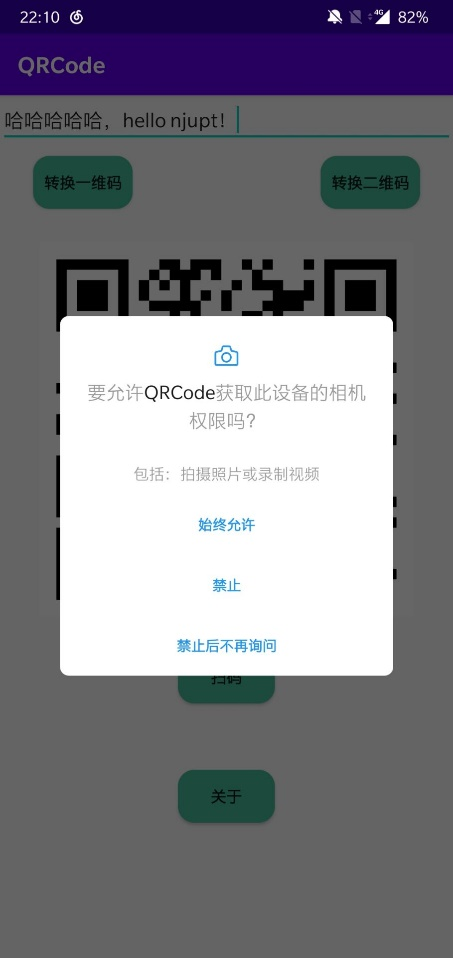 22:10
4G
82%
QRCode
哈哈哈哈哈，hello njupt!
转换一维码
转换二维码
要允许QRCode获取此设备的相机
权限吗?
包括：拍摄照片或录制视频
始终允许
禁止
禁止后不再询问
扫码
关于